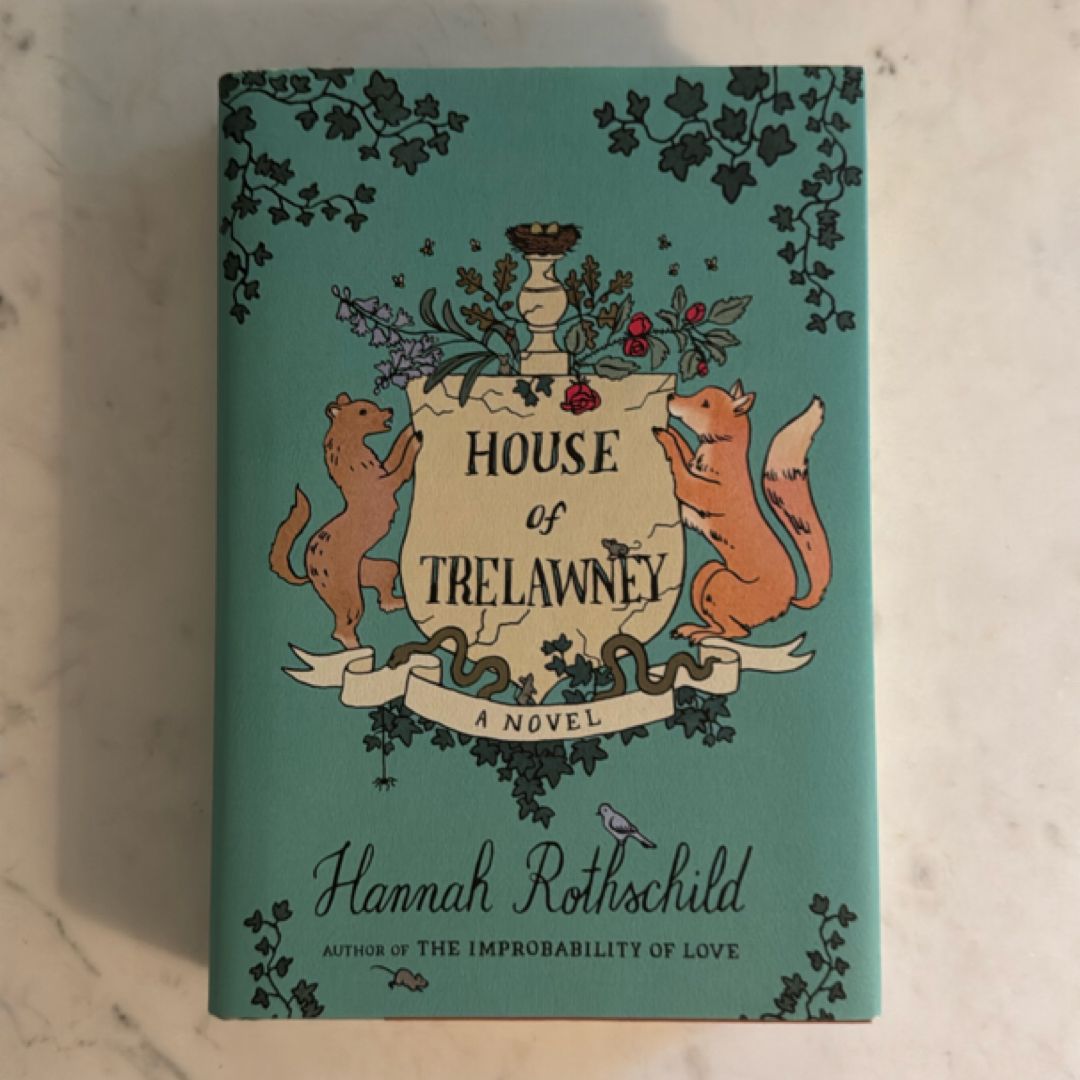 HOUSE
of
TRELAWNEY
A NOVEL
Hannah Rothschild
AUTHOR OF THE IMPROBABILITY OF LOVE